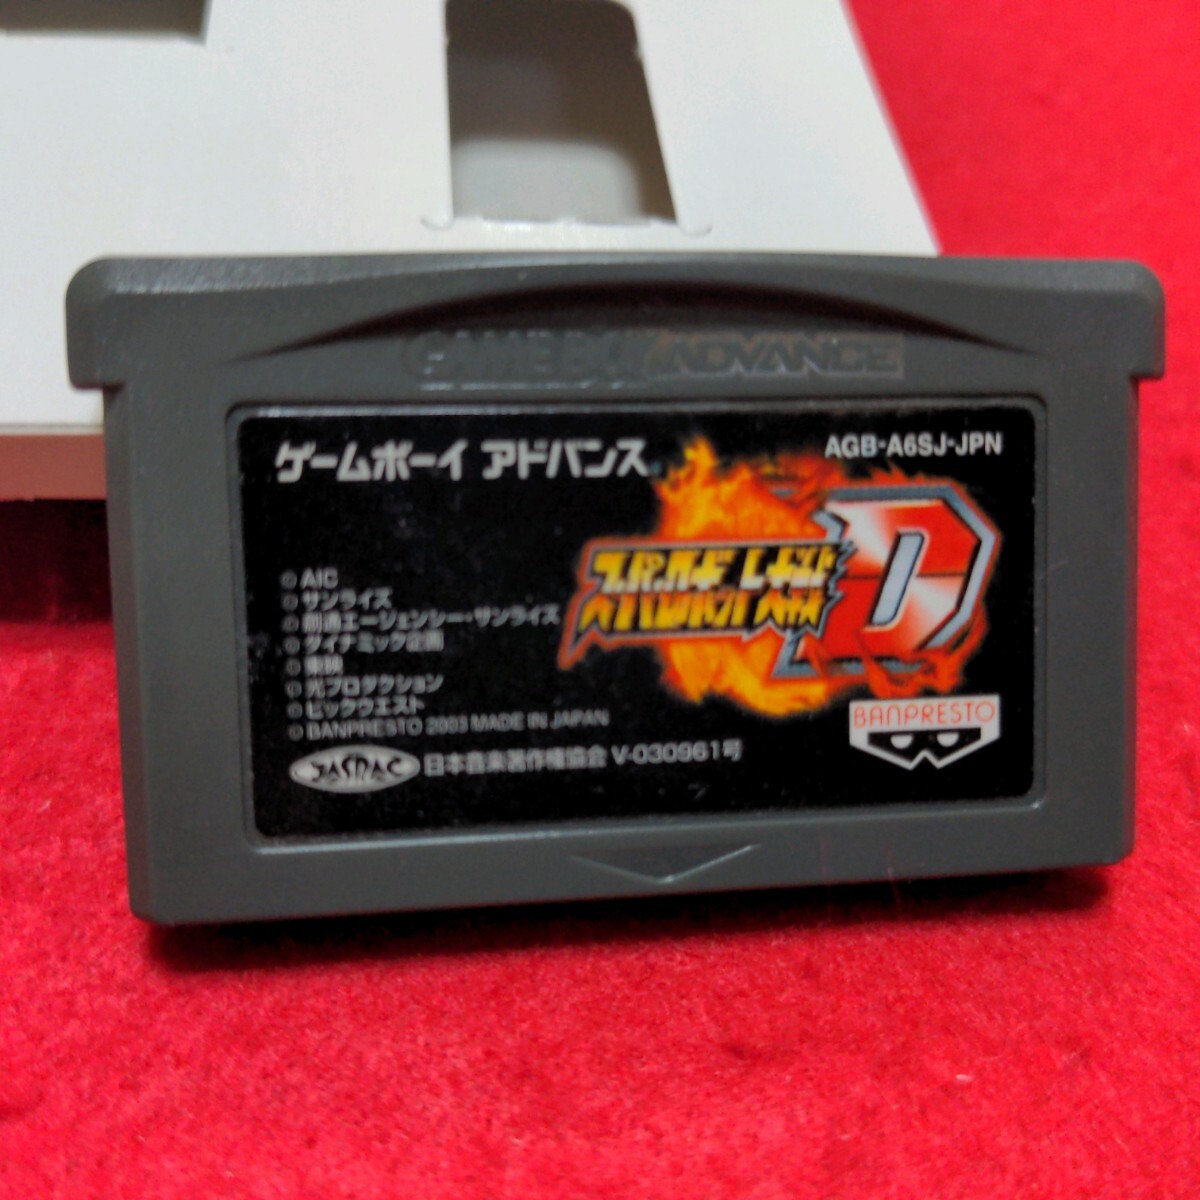 GAME BOY ADVANCE
ゲームボーイ アドバンス
AGB-A6SJ-JPN
スーパーロボット大戦D
© AIC
© サンライズ
© 創通エージェンシー・サンライズ
© ダイナミック企画
© 東映
© 光プロダクション
© ビックウエスト
© BANPRESTO 2003 MADE IN JAPAN
BANPRESTO
JASRAC 日本音楽著作権協会 V-030961号